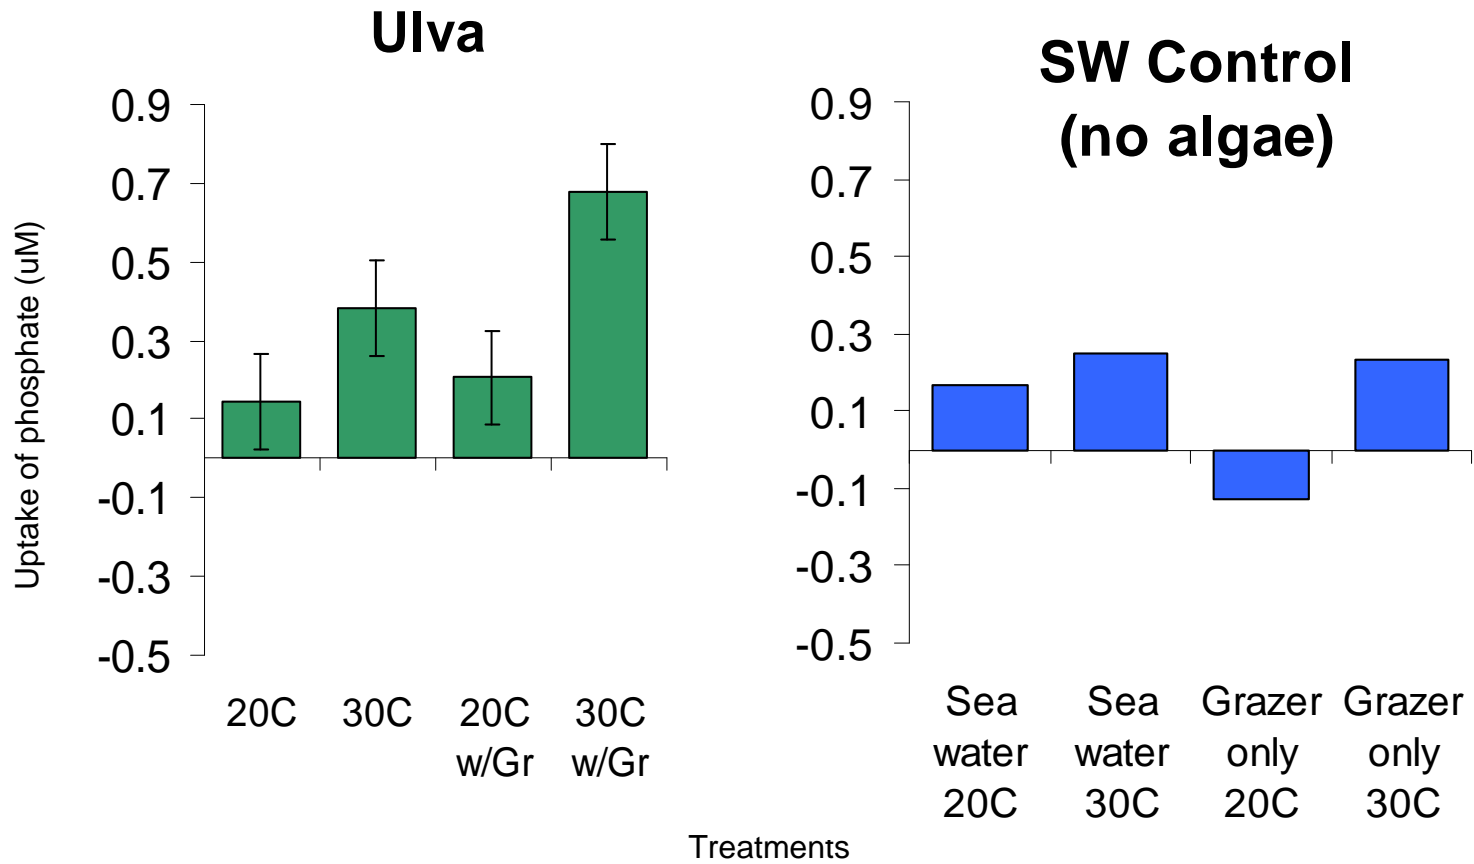 Ulva
Uptake of phosphate (uM)
0.9
0.7
0.5
0.3
0.1
-0.1
-0.3
-0.5
20C 30C 20C 30C
w/Gr w/Gr
SW Control
(no algae)
0.9
0.7
0.5
0.3
0.1
-0.1
-0.3
-0.5
Sea Sea Grazer Grazer
water water only only
20C 30C 20C 30C
Treatments